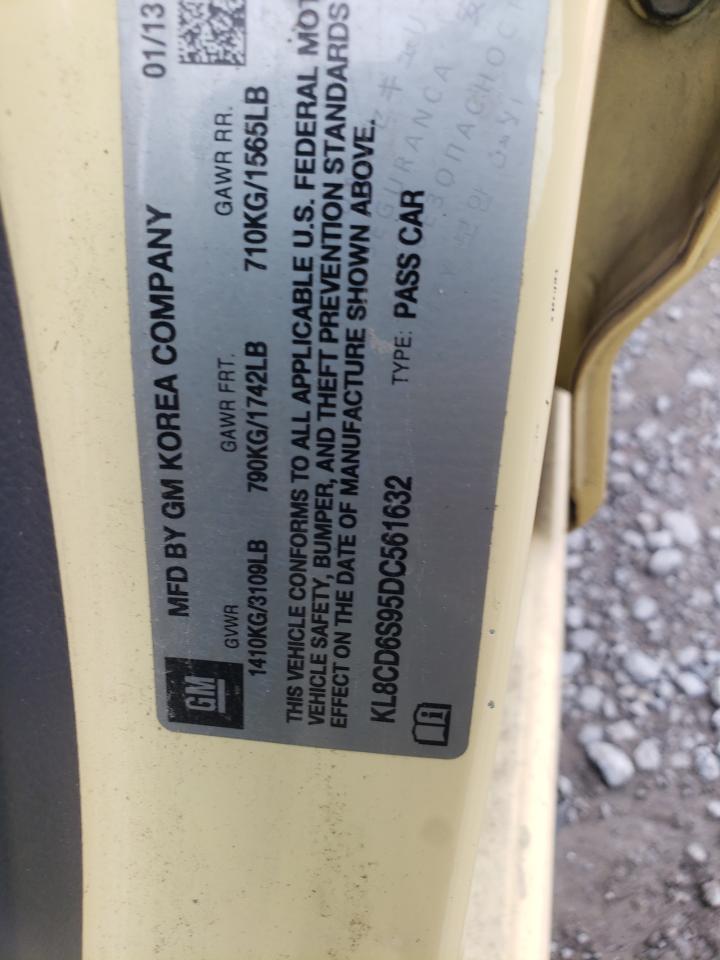 MFD BY GM KOREA COMPANY 01/13
GM
GVWR GAWR FRT. GAWR RR.
1410KG/3109LB 790KG/1742LB 710KG/1565LB
THIS VEHICLE CONFORMS TO ALL APPLICABLE U.S. FEDERAL MOT
VEHICLE SAFETY, BUMPER, AND THEFT PREVENTION STANDARDS
EFFECT ON THE DATE OF MANUFACTURE SHOWN ABOVE.
KL8CD6S95DC561632 TYPE: PASS CAR